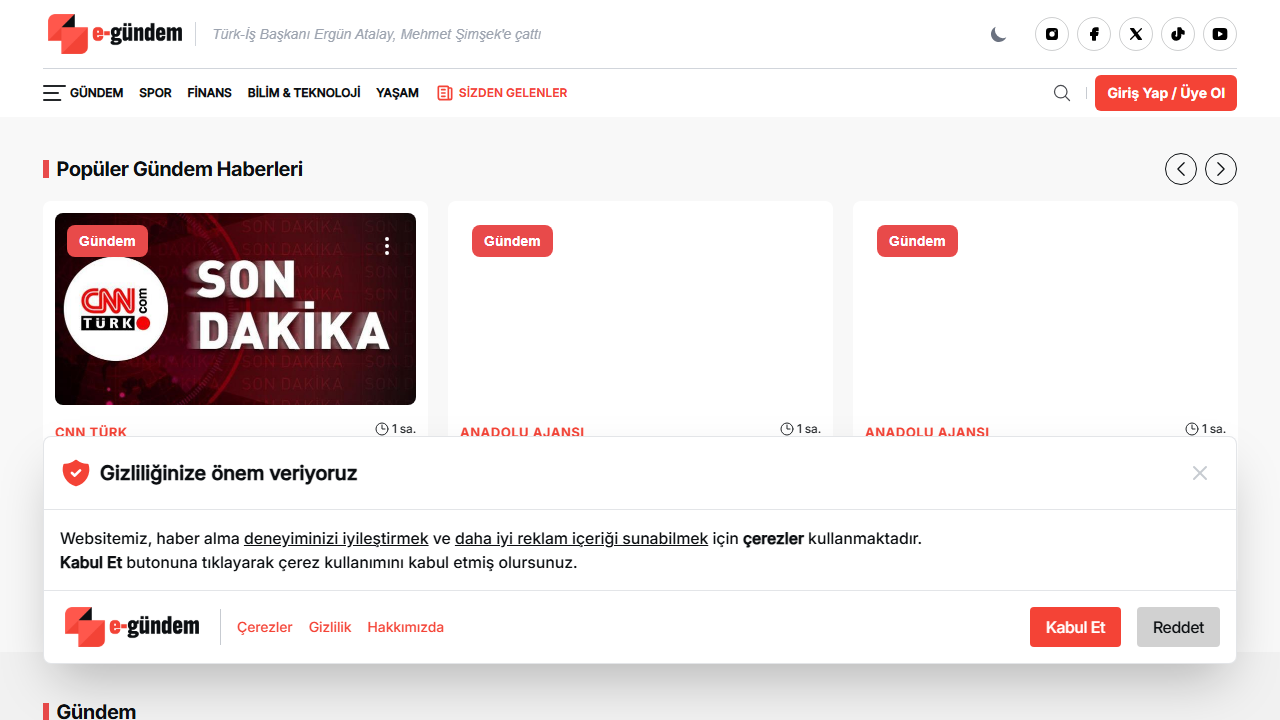 e-gündem
Türk-İş Başkanı Ergün Atalay, Mehmet Şimşek'e çattı
GÜNDEM SPOR FİNANS BİLİM & TEKNOLOJİ YAŞAM SİZDEN GELENLER
Giriş Yap / Üye Ol
Popüler Gündem Haberleri
Gündem
CNN
TÜRK
.com
SON
DAKİKA
Gündem
Gündem
CNN TÜRK
1 sa.
ANADOLU AJANSI
1 sa.
ANADOLU AJANSI
1 sa.
Gizliliğinize önem veriyoruz
Websitemiz, haber alma deneyiminizi iyileştirmek ve daha iyi reklam içeriği sunabilmek için çerezler kullanmaktadır.
Kabul Et butonuna tıklayarak çerez kullanımını kabul etmiş olursunuz.
e-gündem
Çerezler Gizlilik Hakkımızda
Kabul Et
Reddet
Gündem